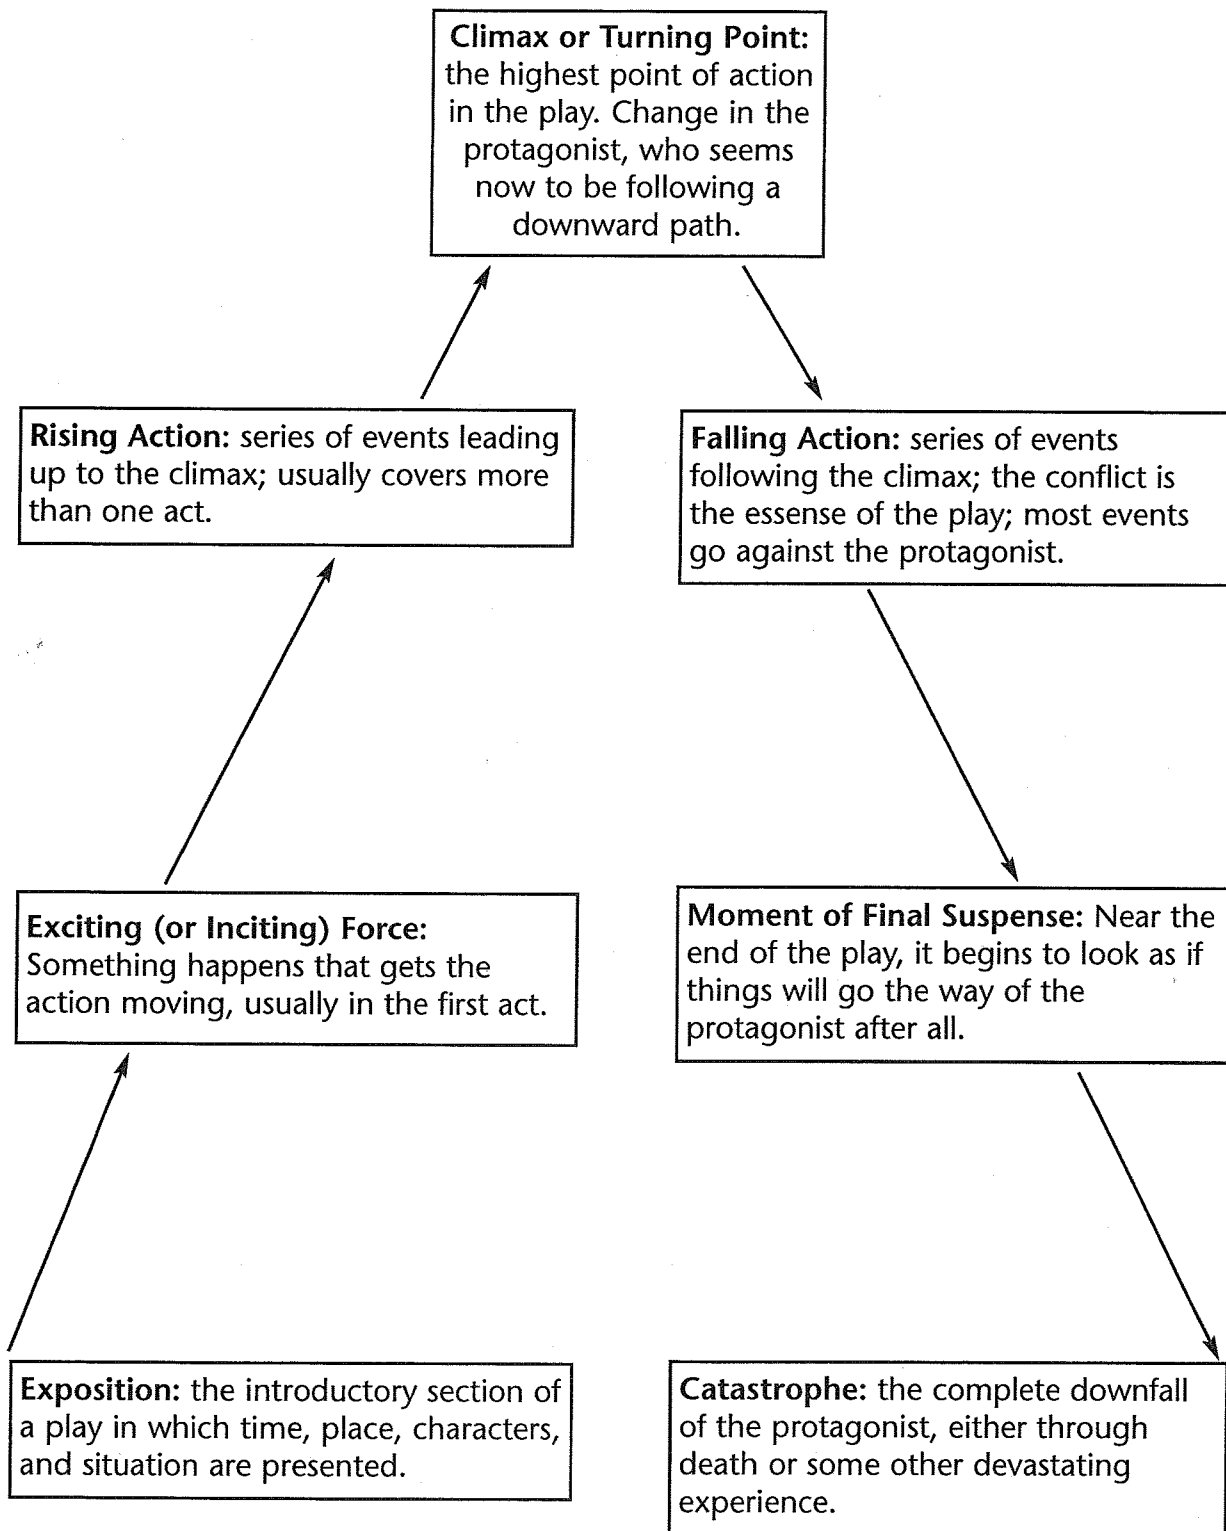 Climax or Turning Point:
the highest point of action
in the play. Change in the
protagonist, who seems
now to be following a
downward path.
Rising Action: series of events leading
up to the climax; usually covers more
than one act.
Falling Action: series of events
following the climax; the conflict is
the essense of the play; most events
go against the protagonist.
Exciting (or Inciting) Force:
Something happens that gets the
action moving, usually in the first act.
Moment of Final Suspense: Near the
end of the play, it begins to look as if
things will go the way of the
protagonist after all.
Exposition: the introductory section of
a play in which time, place, characters,
and situation are presented.
Catastrophe: the complete downfall
of the protagonist, either through
death or some other devastating
experience.